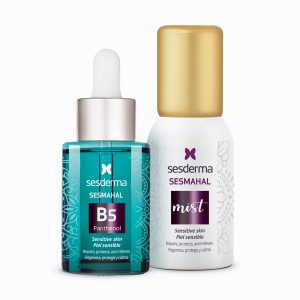 sesderma
SESMAHAL
B5
Panthenol
Sensitive skin
Piel sensible
Repairs, protects, and relieves
Regenera, protege y calma
sesderma
SESMAHAL
mist
Sensitive skin
Piel sensible
Repairs, protects, and relieves
Regenera, protege y calma